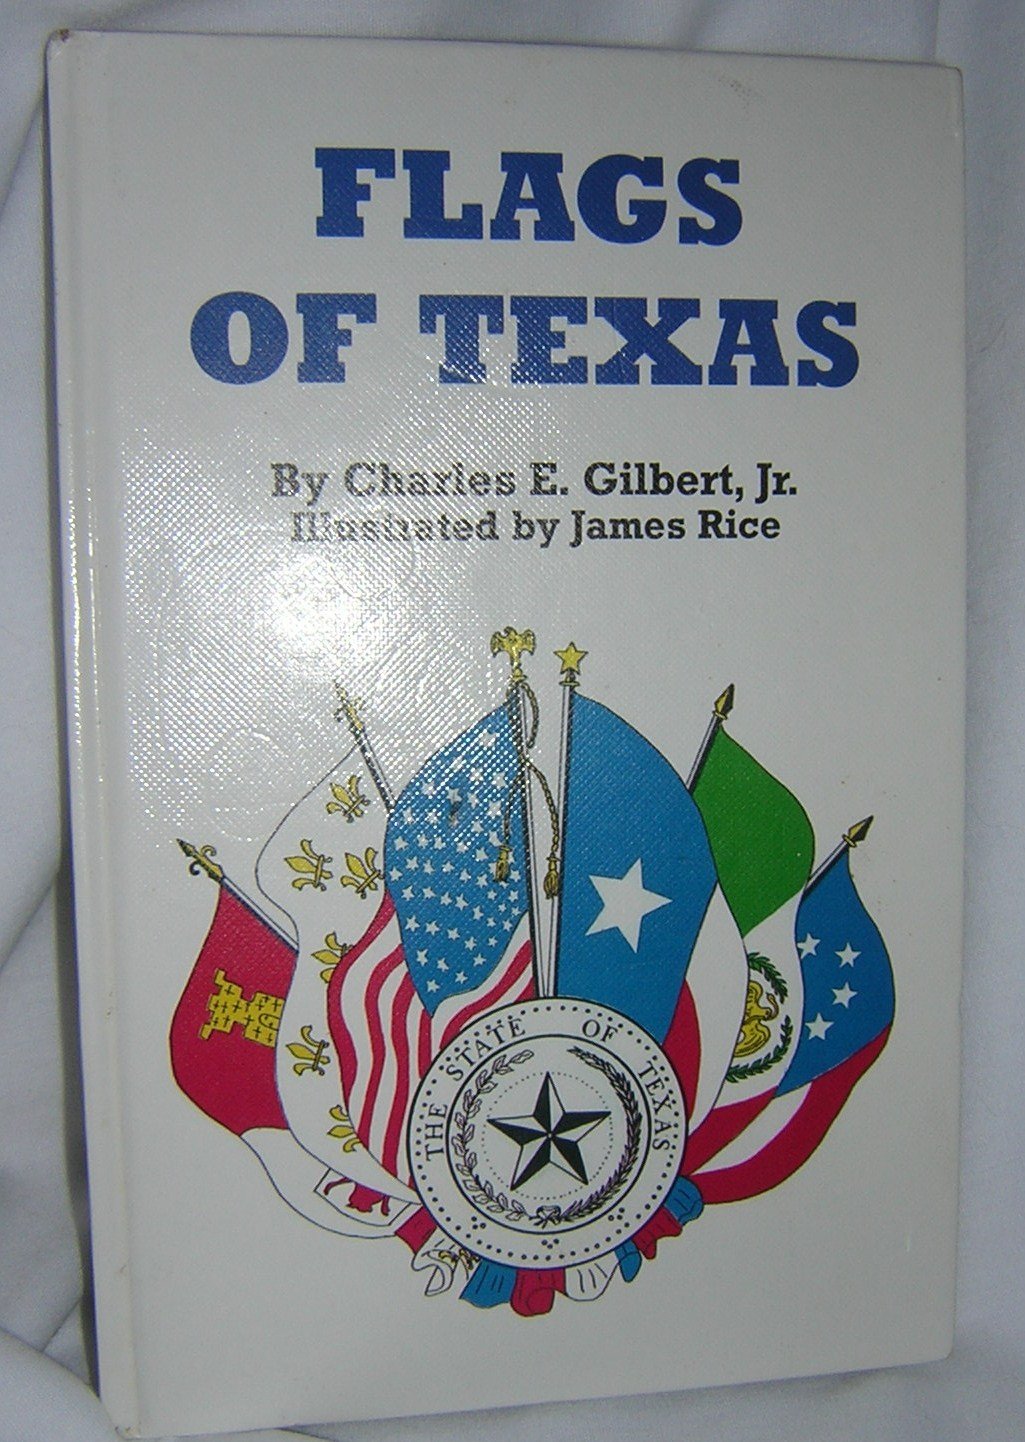 FLAGS
OF TEXAS
By Charles E. Gilbert, Jr.
Illustrated by James Rice
THE STATE OF TEXAS